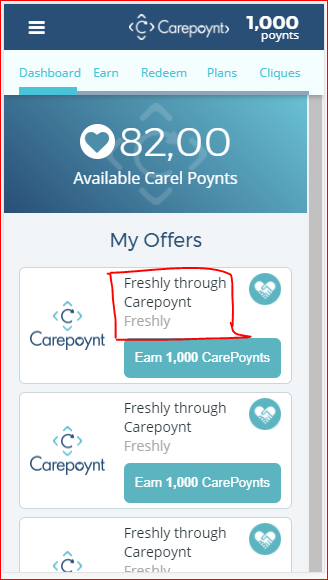 Carepoynt
1,000
poynts
Dashboard Earn Redeem Plans Cliques
82,00
Available Carel Poynts
My Offers
Freshly through
Carepoynt
Freshly
Carepoynt
Earn 1,000 CarePoynts
Freshly through
Carepoynt
Freshly
Carepoynt
Earn 1,000 CarePoynts
Freshly through
Carepoynt
Freshly